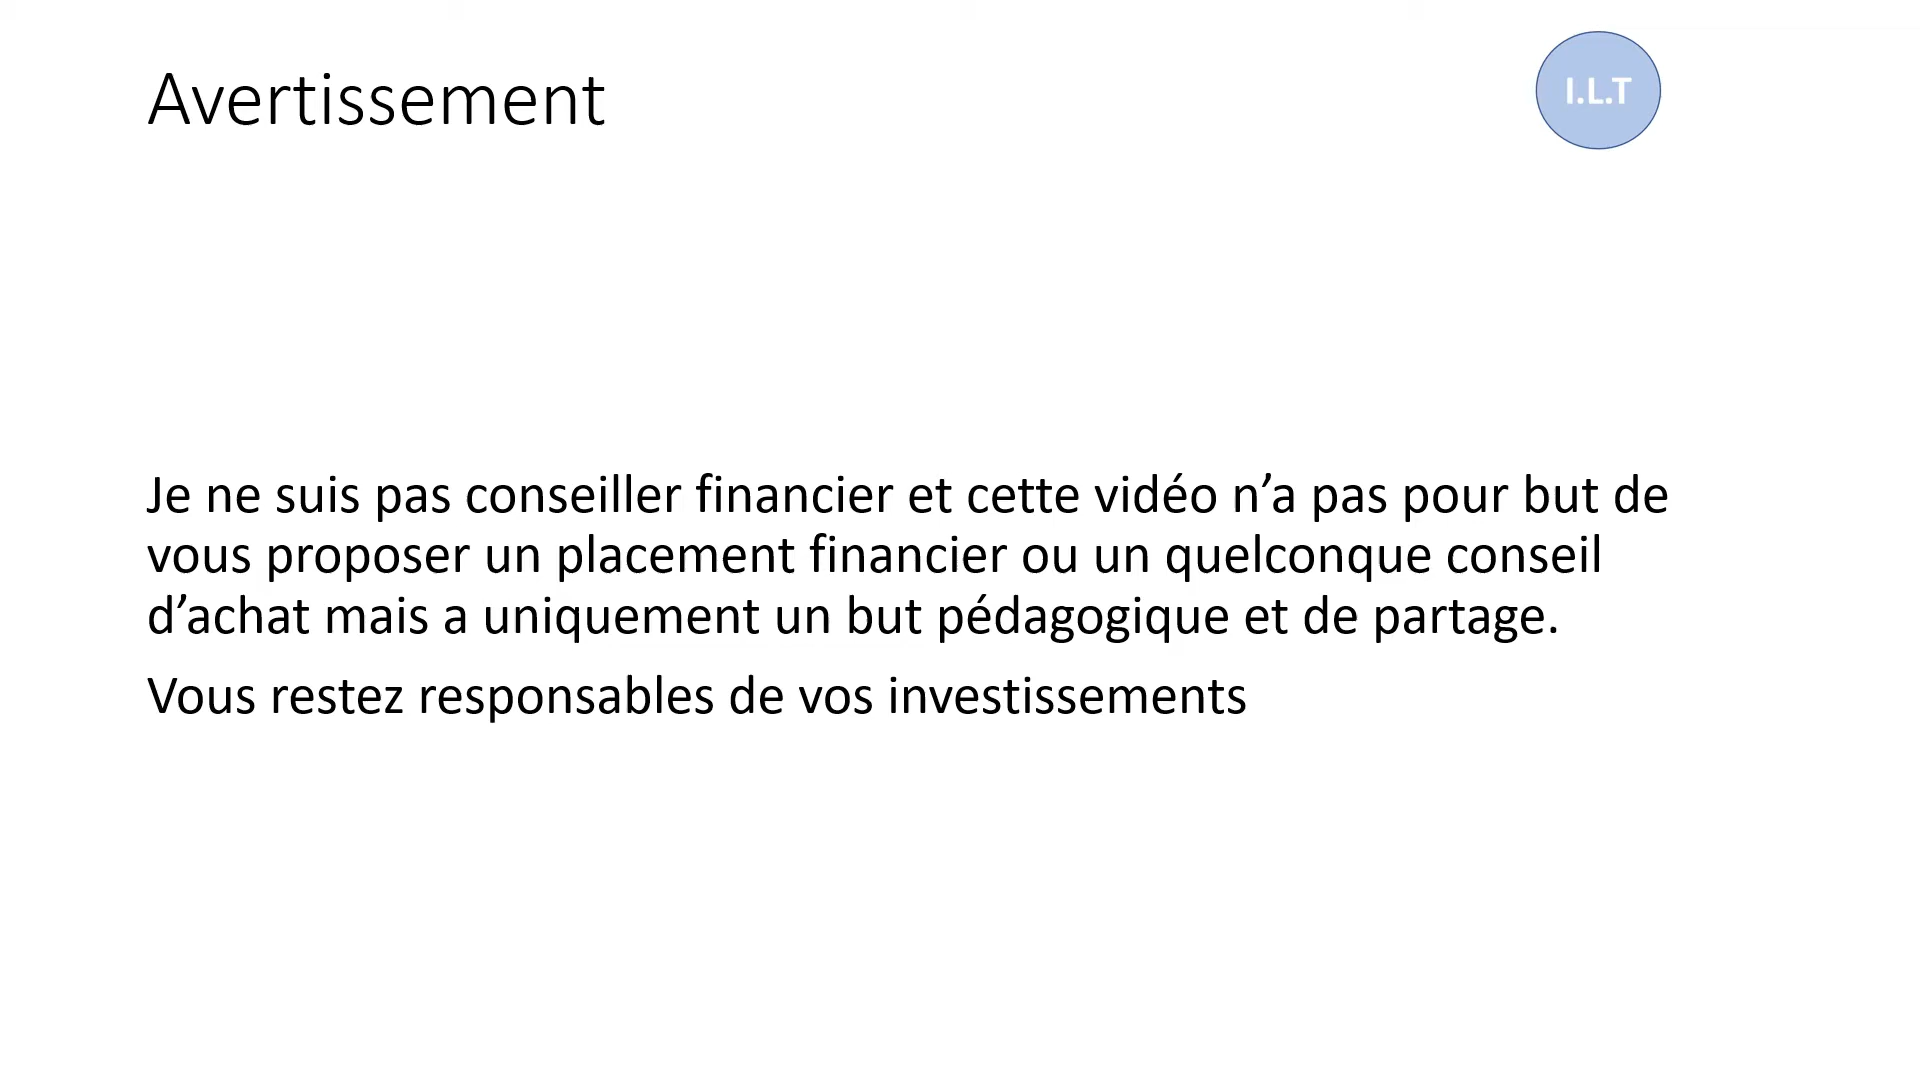 Avertissement
I.L.T
Je ne suis pas conseiller financier et cette vidéo n’a pas pour but de
vous proposer un placement financier ou un quelconque conseil
d’achat mais a uniquement un but pédagogique et de partage.
Vous restez responsables de vos investissements